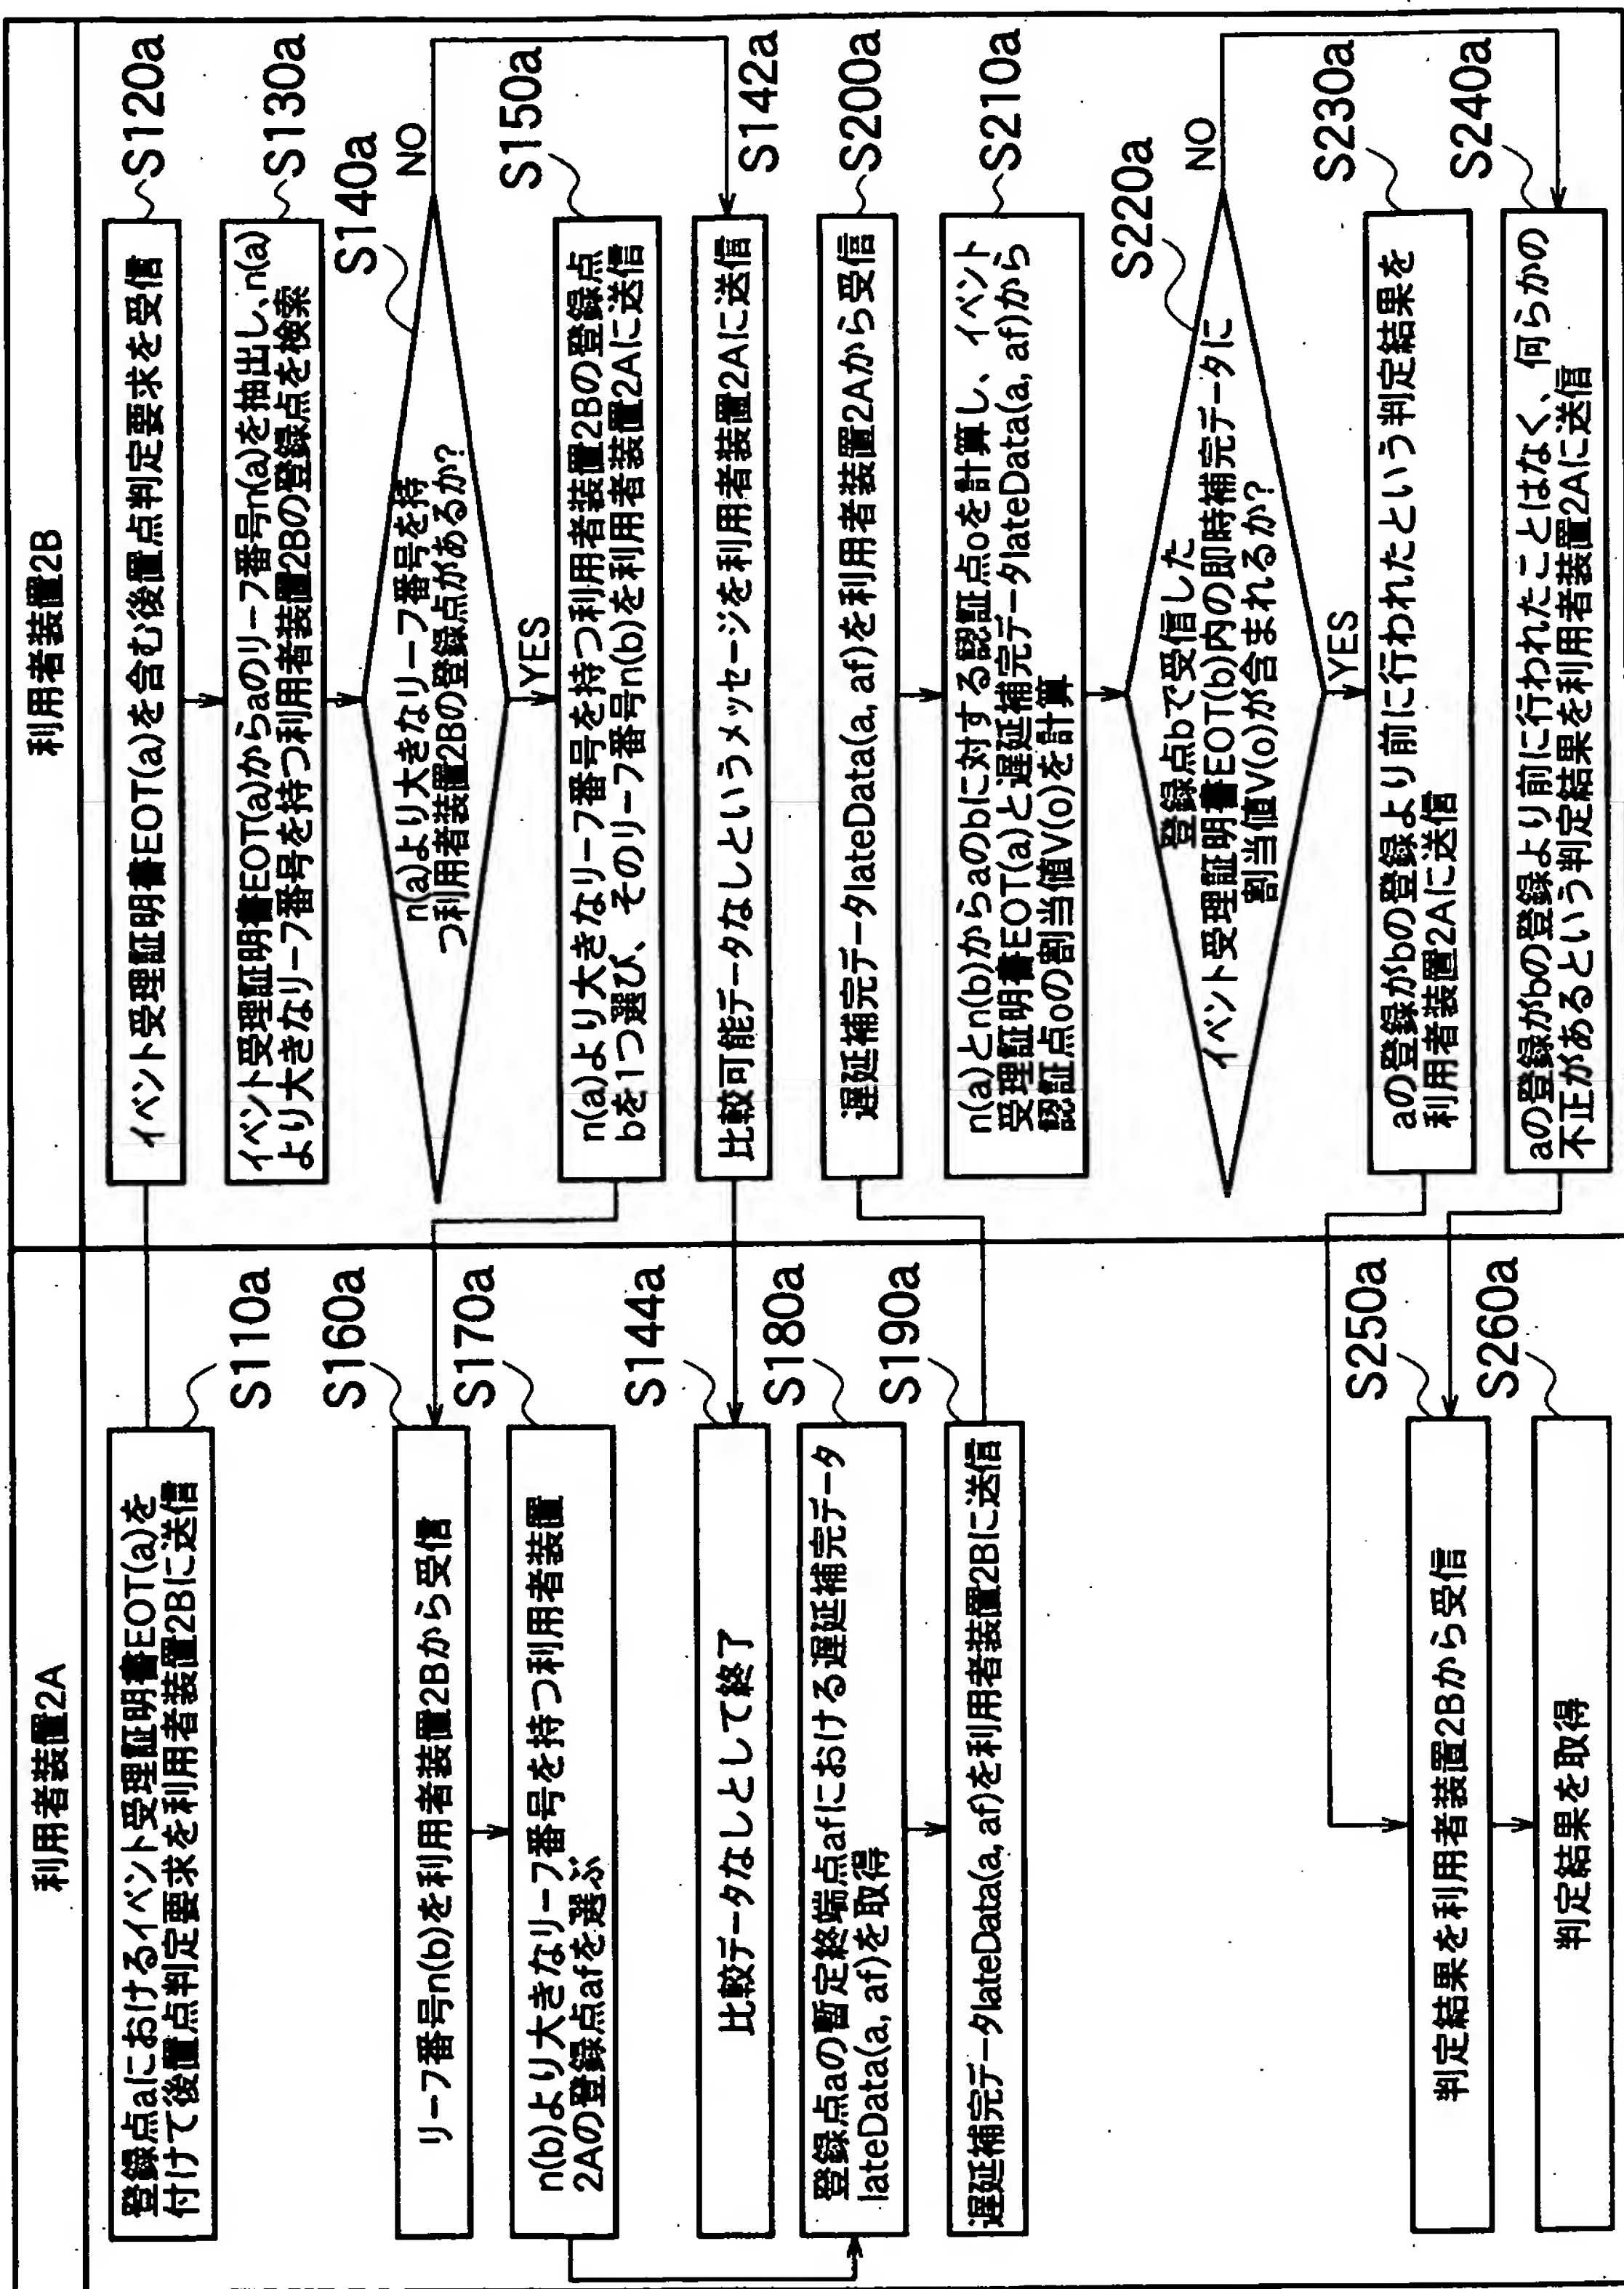 利用者装置2A
登録点aにおけるイベント受理証明書EOT(a)を
付けて後置点判定要求を利用者装置2Bに送信
S110a
S160a
リーフ番号n(b)を利用者装置2Bから受信
S170a
n(b)より大きなリーフ番号を持つ利用者装置
2Aの登録点afを選ぶ
S144a
比較データなしとして終了
S180a
登録点aの暫定終端点afにおける遅延補完データ
lateData(a, af)を取得
S190a
遅延補完データlateData(a, af)を利用者装置2Bに送信
S250a
判定結果を利用者装置2Bから受信
S260a
判定結果を取得
利用者装置2B
イベント受理証明書EOT(a)を含む後置点判定要求を受信
S120a
イベント受理証明書EOT(a)からaのリーフ番号n(a)を抽出し、n(a)
より大きなリーフ番号を持つ利用者装置2Bの登録点を検索
S130a
S140a
n(a)より大きなリーフ番号を持
つ利用者装置2Bの登録点があるか?
NO
YES
S150a
n(a)より大きなリーフ番号を持つ利用者装置2Bの登録点
bを1つ選び、そのリーフ番号n(b)を利用者装置2Aに送信
S142a
比較可能データなしというメッセージを利用者装置2Aに送信
S200a
遅延補完データlateData(a, af)を利用者装置2Aから受信
S210a
n(a)とn(b)からaのbに対する認証点oを計算し、イベント
受理証明書EOT(a)と遅延補完データlateData(a, af)から
認証点oの割当値V(o)を計算
S220a
登録点bで受信した
イベント受理証明書EOT(b)内の即時補完データに
割当値V(o)が含まれるか?
NO
YES
S230a
aの登録がbの登録より前に行われたという判定結果を
利用者装置2Aに送信
S240a
aの登録がbの登録より前に行われたことはなく、何らかの
不正があるという判定結果を利用者装置2Aに送信